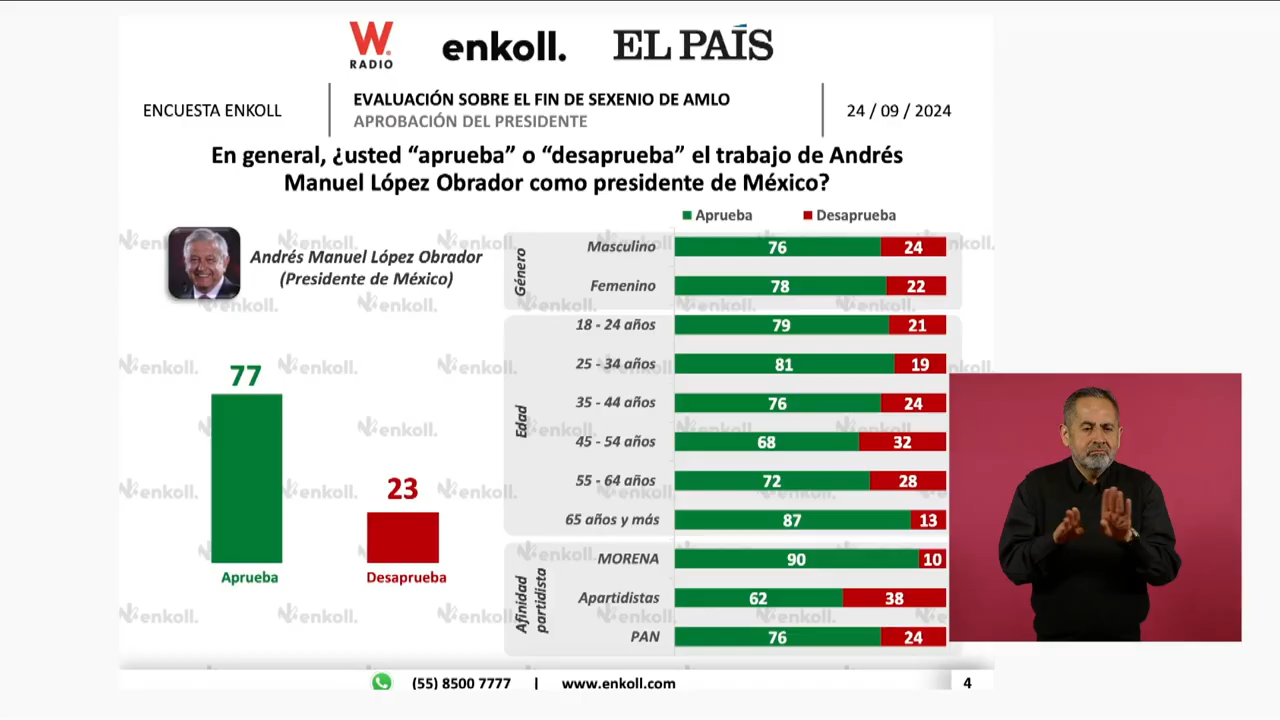 W RADIO
enkoll.
EL PAÍS
ENCUESTA ENKOLL
EVALUACIÓN SOBRE EL FIN DE SEXENIO DE AMLO
APROBACIÓN DEL PRESIDENTE
24 / 09 / 2024
En general, ¿usted “aprueba” o “desaprueba” el trabajo de Andrés
Manuel López Obrador como presidente de México?
Andrés Manuel López Obrador
(Presidente de México)
77
Aprueba
23
Desaprueba
Aprueba
Desaprueba
Género
Masculino 76 24
Femenino 78 22
Edad
18 - 24 años 79 21
25 - 34 años 81 19
35 - 44 años 76 24
45 - 54 años 68 32
55 - 64 años 72 28
65 años y más 87 13
Afinidad
partidista
MORENA 90 10
Apartidistas 62 38
PAN 76 24
(55) 8500 7777 | www.enkoll.com
4